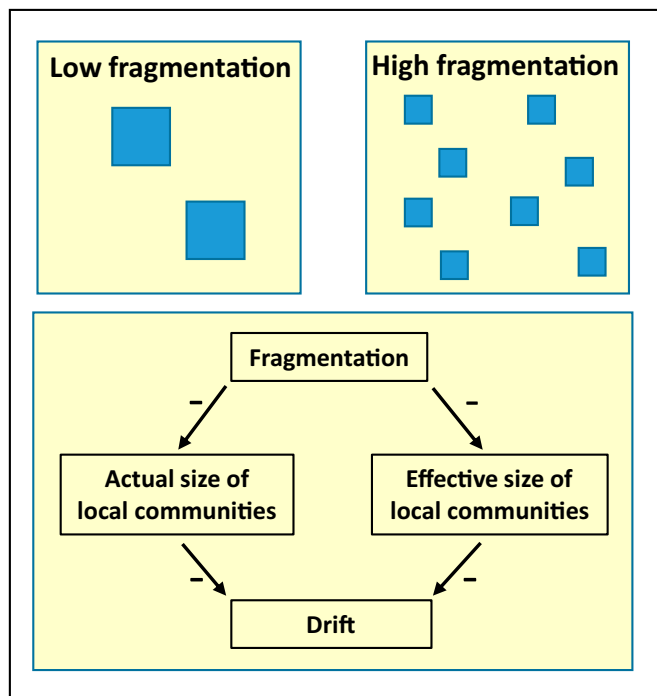 Low fragmentation
High fragmentation
Fragmentation
–
–
Actual size of
local communities
Effective size of
local communities
–
–
Drift